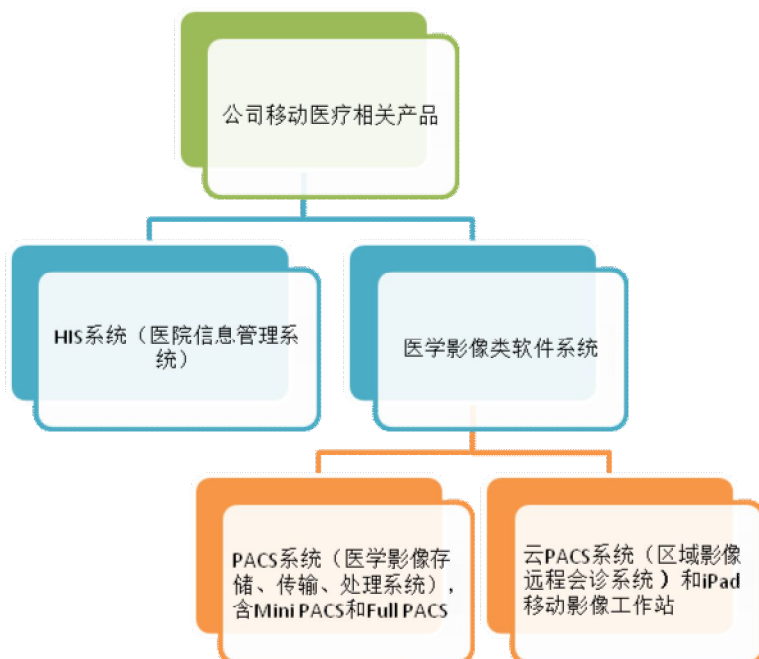 公司移动医疗相关产品
HIS系统（医院信息管理系
统）
医学影像类软件系统
PACS系统（医学影像存
储、传输、处理系统），
含Mini PACS和Full PACS
云PACS系统（区域影像
远程会诊系统 ）和iPad
移动影像工作站